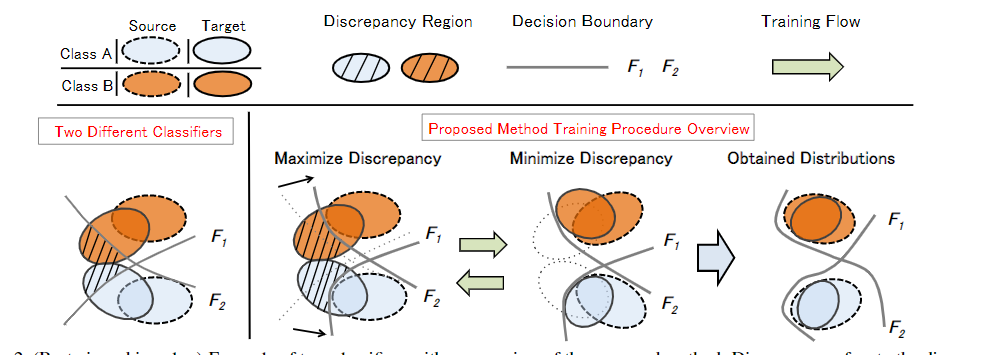 Source Target Discrepancy Region Decision Boundary Training Flow
Class A
Class B
F1 F2
Two Different Classifiers
Proposed Method Training Procedure Overview
Maximize Discrepancy Minimize Discrepancy Obtained Distributions
F1 F1 F1 F1
F2 F2 F2 F2